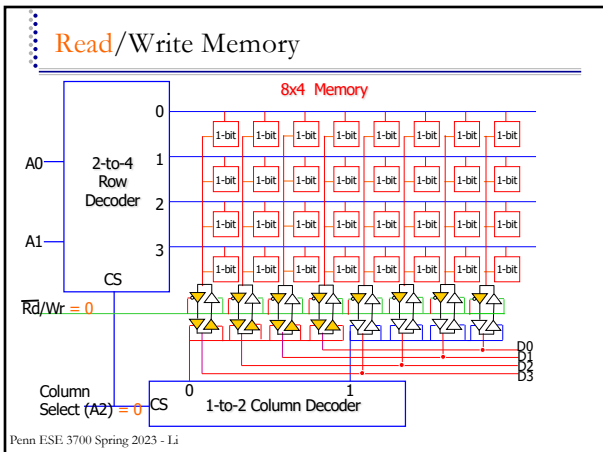 Read/Write Memory
8x4 Memory
0
1-bit 1-bit 1-bit 1-bit 1-bit 1-bit 1-bit 1-bit
A0
2-to-4
Row
Decoder
1
1-bit 1-bit 1-bit 1-bit 1-bit 1-bit 1-bit 1-bit
2
1-bit 1-bit 1-bit 1-bit 1-bit 1-bit 1-bit 1-bit
A1
3
1-bit 1-bit 1-bit 1-bit 1-bit 1-bit 1-bit 1-bit
CS
R̅d̅/Wr = 0
D0
D1
D2
D3
0 1
Column
Select (A2) = 0
CS 1-to-2 Column Decoder
Penn ESE 3700 Spring 2023 - Li